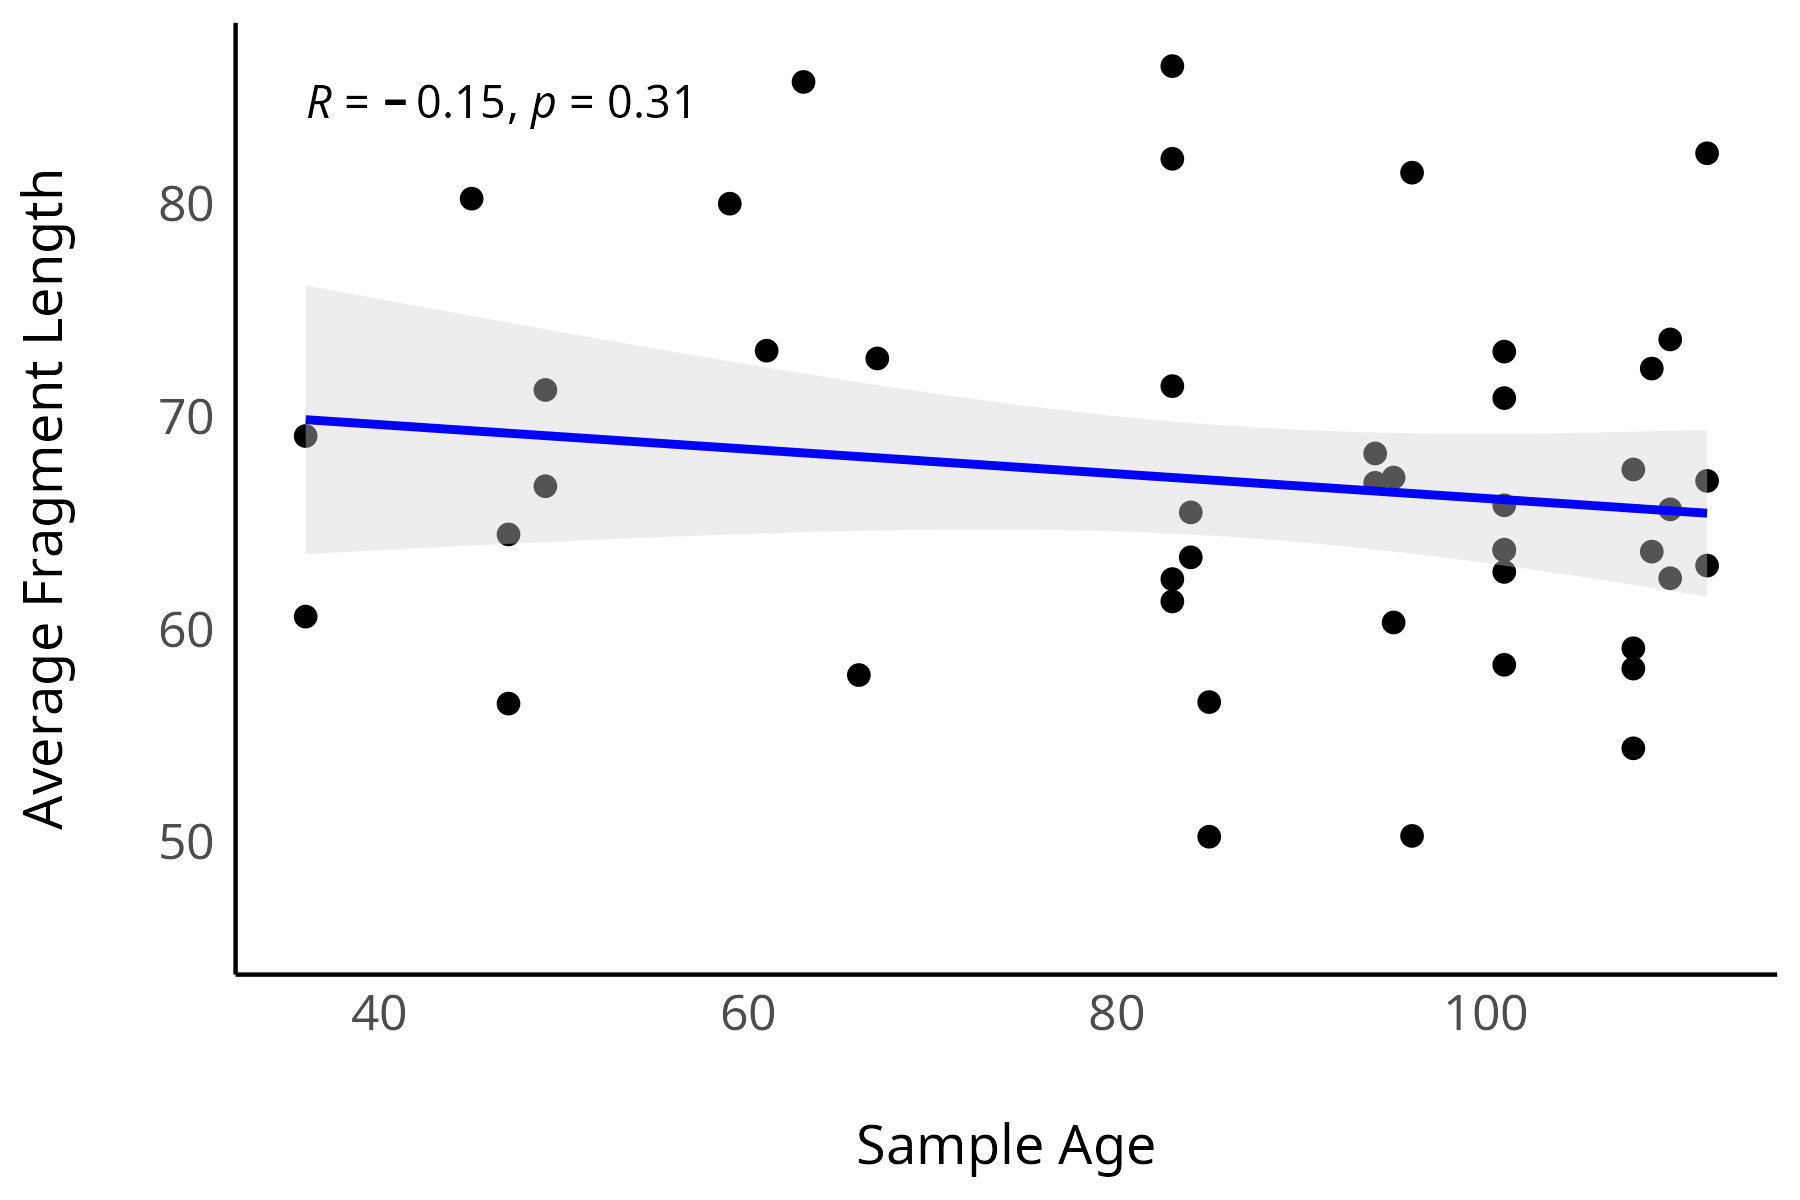 R = −0.15, p = 0.31
Average Fragment Length
80
70
60
50
40 60 80 100
Sample Age